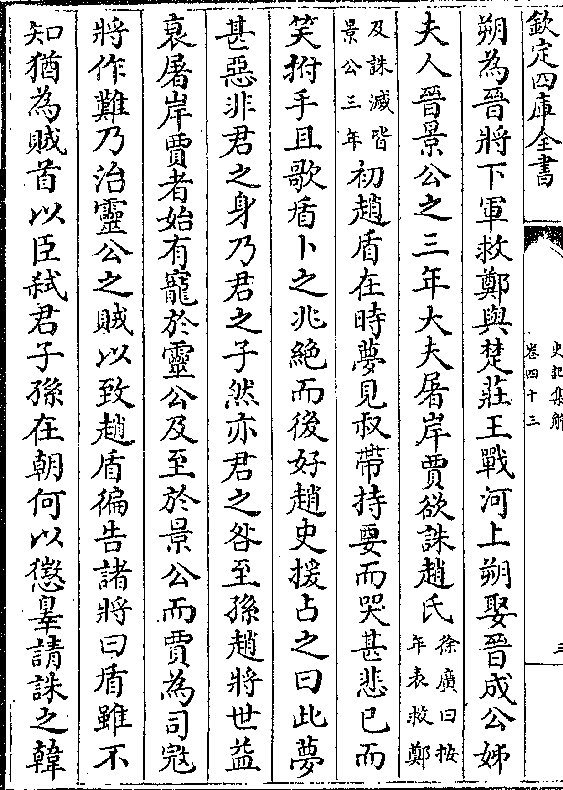 欽定四庫全書
史記集解
卷四十三
三
朔為晉將下軍救鄭與楚莊王戰河上朔娶晉成公姊
夫人晉景公之三年大夫屠岸賈欲誅趙氏徐廣曰按年表救鄭
及誅滅皆景公三年初趙盾在時夢見叔帶持要而哭甚悲已而
笑拊手且歌盾卜之兆絶而後好趙史援占之曰此夢
甚惡非君之身乃君之子然亦君之咎至孫趙將世益
衰屠岸賈者始有寵於靈公及至於景公而賈為司寇
將作難乃治靈公之賊以致趙盾徧告諸將曰盾雖不
知猶為賊首以臣弑君子孫在朝何以懲辠請誅之韓